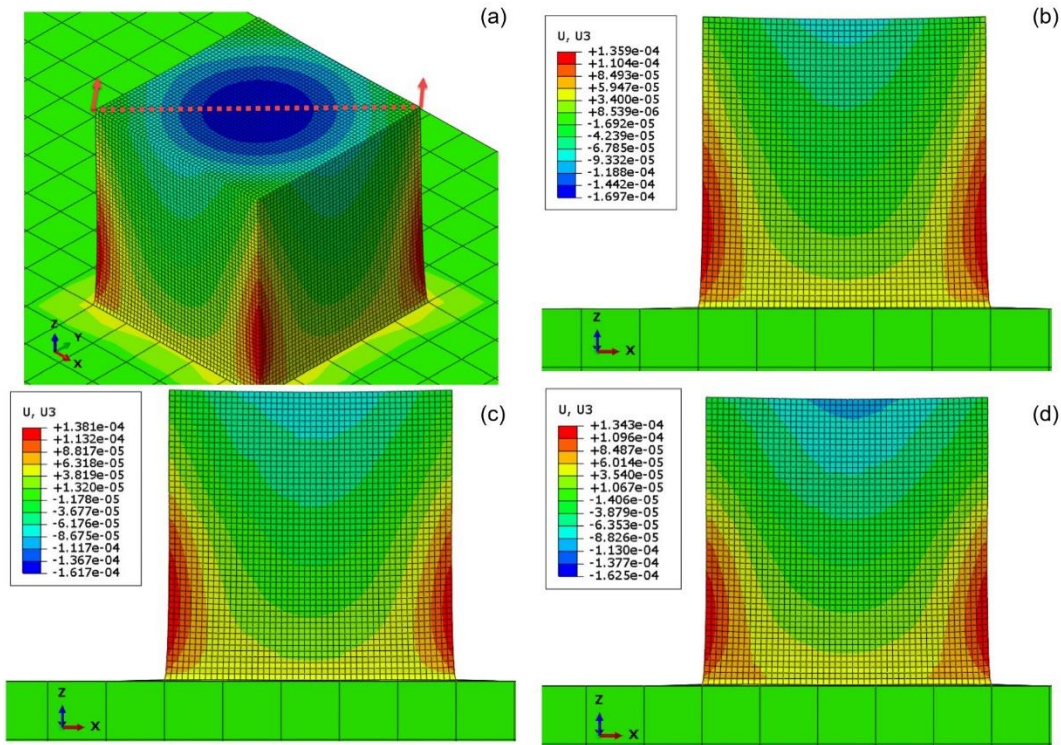 (a)
Z
Y
X
(b)
U, U3
+1.359e-04
+1.104e-04
+8.493e-05
+5.947e-05
+3.400e-05
+8.539e-06
-1.692e-05
-4.239e-05
-6.785e-05
-9.332e-05
-1.188e-04
-1.442e-04
-1.697e-04
Z
X
(c)
U, U3
+1.381e-04
+1.132e-04
+8.817e-05
+6.318e-05
+3.819e-05
+1.320e-05
-1.178e-05
-3.677e-05
-6.176e-05
-8.675e-05
-1.117e-04
-1.367e-04
-1.617e-04
Z
X
(d)
U, U3
+1.343e-04
+1.096e-04
+8.487e-05
+6.014e-05
+3.540e-05
+1.067e-05
-1.406e-05
-3.879e-05
-6.353e-05
-8.826e-05
-1.130e-04
-1.377e-04
-1.625e-04
Z
X